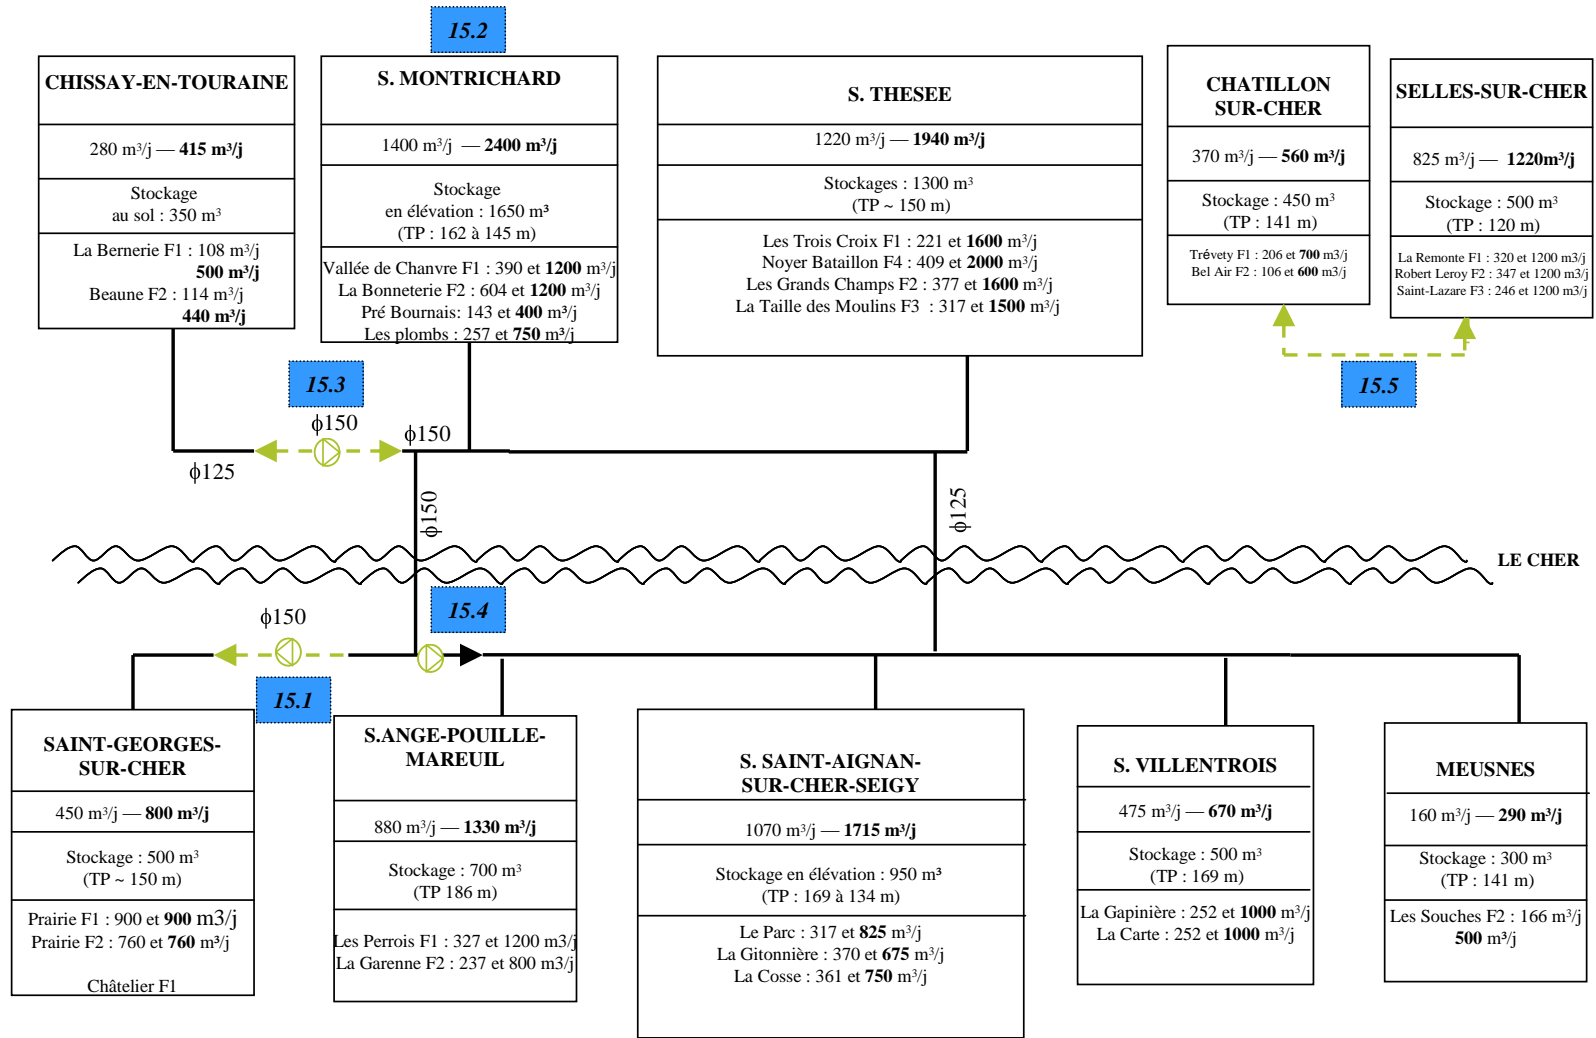 15.2
CHISSAY-EN-TOURAINE
280 m³/j — 415 m³/j
Stockage
au sol : 350 m³
La Bernerie F1 : 108 m³/j
500 m³/j
Beaune F2 : 114 m³/j
440 m³/j
S. MONTRICHARD
1400 m³/j — 2400 m³/j
Stockage
en élévation : 1650 m³
(TP : 162 à 145 m)
Vallée de Chanvre F1 : 390 et 1200 m³/j
La Bonneterie F2 : 604 et 1200 m³/j
Pré Bournais: 143 et 400 m³/j
Les plombs : 257 et 750 m³/j
S. THESEE
1220 m³/j — 1940 m³/j
Stockages : 1300 m³
(TP ~ 150 m)
Les Trois Croix F1 : 221 et 1600 m³/j
Noyer Bataillon F4 : 409 et 2000 m³/j
Les Grands Champs F2 : 377 et 1600 m³/j
La Taille des Moulins F3 : 317 et 1500 m³/j
CHATILLON
SUR-CHER
370 m³/j — 560 m³/j
Stockage : 450 m³
(TP : 141 m)
Trévety F1 : 206 et 700 m³/j
Bel Air F2 : 106 et 600 m³/j
SELLES-SUR-CHER
825 m³/j — 1220m³/j
Stockage : 500 m³
(TP : 120 m)
La Remonte F1 : 320 et 1200 m³/j
Robert Leroy F2 : 347 et 1200 m³/j
Saint-Lazare F3 : 246 et 1200 m³/j
15.3
15.5
ϕ150
ϕ150
ϕ125
ϕ150
ϕ125
LE CHER
15.4
ϕ150
15.1
SAINT-GEORGES-
SUR-CHER
450 m³/j — 800 m³/j
Stockage : 500 m³
(TP ~ 150 m)
Prairie F1 : 900 et 900 m3/j
Prairie F2 : 760 et 760 m³/j
Châtelier F1
S.ANGE-POUILLE-
MAREUIL
880 m³/j — 1330 m³/j
Stockage : 700 m³
(TP 186 m)
Les Perrois F1 : 327 et 1200 m3/j
La Garenne F2 : 237 et 800 m3/j
S. SAINT-AIGNAN-
SUR-CHER-SEIGY
1070 m³/j — 1715 m³/j
Stockage en élévation : 950 m³
(TP : 169 à 134 m)
Le Parc : 317 et 825 m³/j
La Gitonnière : 370 et 675 m³/j
La Cosse : 361 et 750 m³/j
S. VILLENTROIS
475 m³/j — 670 m³/j
Stockage : 500 m³
(TP : 169 m)
La Gapinière : 252 et 1000 m³/j
La Carte : 252 et 1000 m³/j
MEUSNES
160 m³/j — 290 m³/j
Stockage : 300 m³
(TP : 141 m)
Les Souches F2 : 166 m³/j
500 m³/j